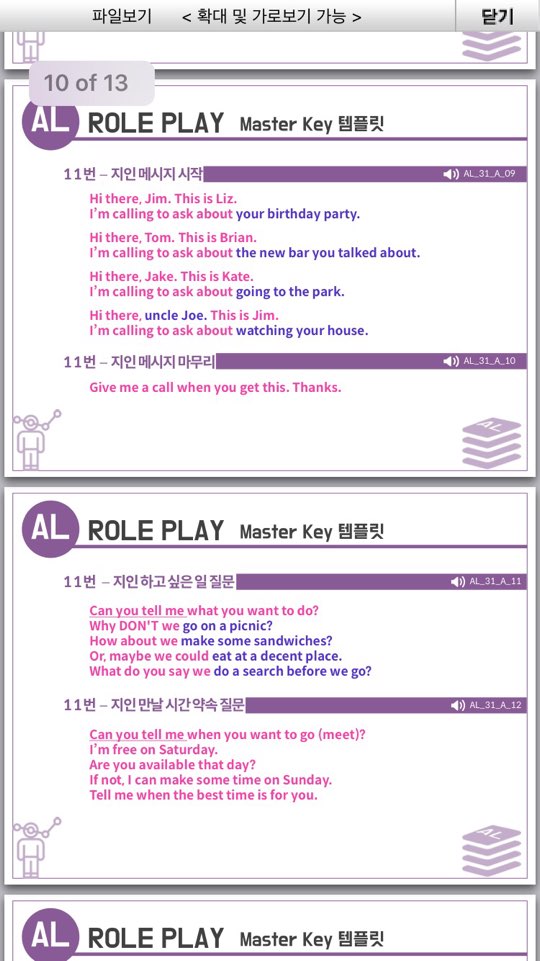 파일보기 < 확대 및 가로보기 가능 > 닫기
10 of 13
AL ROLE PLAY Master Key 템플릿
11번 – 지인 메시지 시작 AL_31_A_09
Hi there, Jim. This is Liz.
I'm calling to ask about your birthday party.
Hi there, Tom. This is Brian.
I'm calling to ask about the new bar you talked about.
Hi there, Jake. This is Kate.
I'm calling to ask about going to the park.
Hi there, uncle Joe. This is Jim.
I'm calling to ask about watching your house.
11번 – 지인 메시지 마무리 AL_31_A_10
Give me a call when you get this. Thanks.
AL
AL ROLE PLAY Master Key 템플릿
11번 – 지인 하고 싶은 일 질문 AL_31_A_11
Can you tell me what you want to do?
Why DON'T we go on a picnic?
How about we make some sandwiches?
Or, maybe we could eat at a decent place.
What do you say we do a search before we go?
11번 – 지인 만날 시간 약속 질문 AL_31_A_12
Can you tell me when you want to go (meet)?
I'm free on Saturday.
Are you available that day?
If not, I can make some time on Sunday.
Tell me when the best time is for you.
AL
AL ROLE PLAY Master Key 템플릿